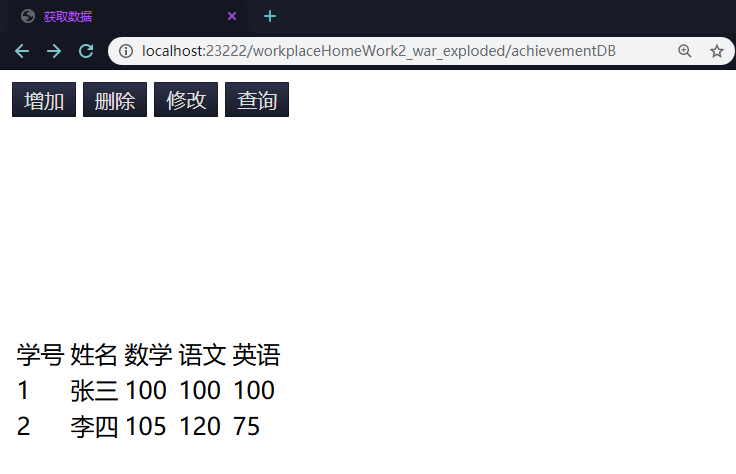 获取数据
localhost:23222/workplaceHomeWork2_war_exploded/achievementDB
增加 删除 修改 查询
学号 姓名 数学 语文 英语
1 张三 100 100 100
2 李四 105 120 75